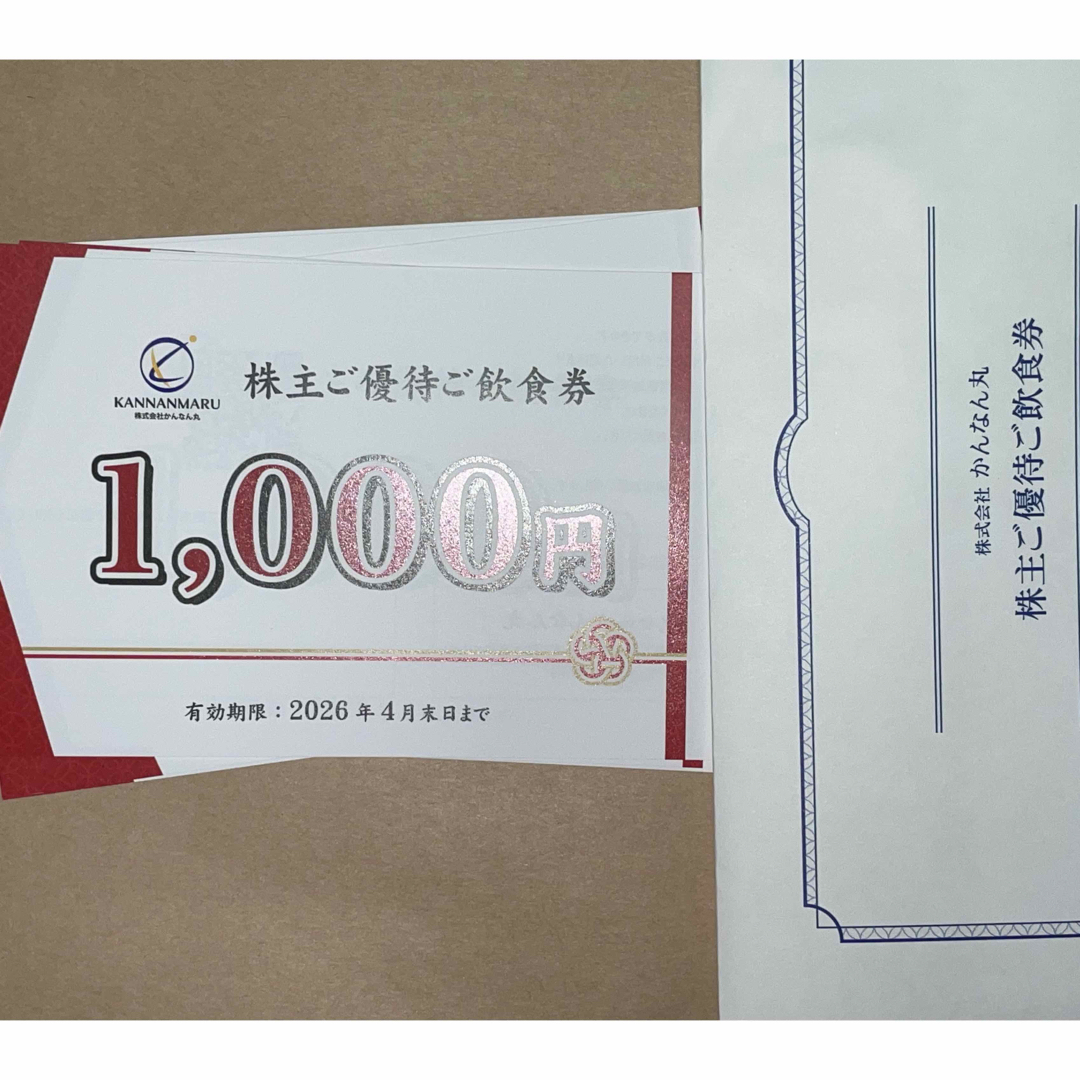 KANNANMARU
株式会社かんなん丸
株主ご優待ご飲食券
1,000円
有効期限：2026年4月末日まで
株式会社 かんなん丸
株主ご優待ご飲食券